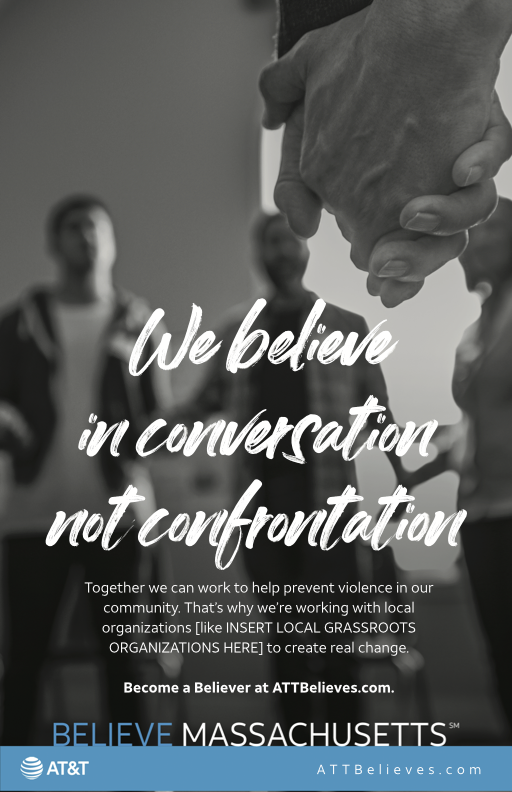 We believe
in conversation
not confrontation
Together we can work to help prevent violence in our
community. That's why we're working with local
organizations [like INSERT LOCAL GRASSROOTS
ORGANIZATIONS HERE] to create real change.
Become a Believer at ATTBelieves.com.
BELIEVE MASSACHUSETTS℠
AT&T
ATTBelieves.com